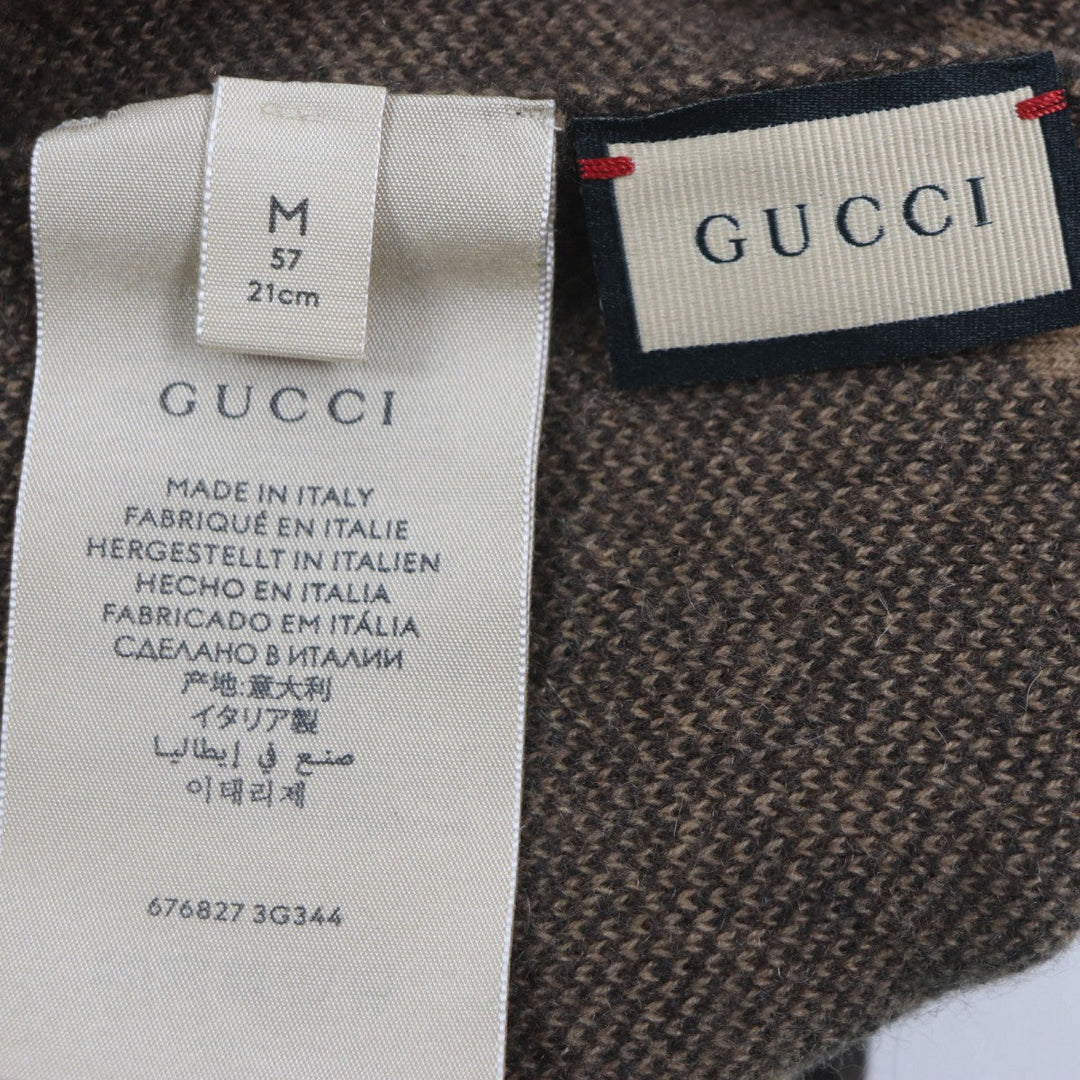 M
57
21cm
GUCCI
MADE IN ITALY
FABRIQUÉ EN ITALIE
HERGESTELLT IN ITALIEN
HECHO EN ITALIA
FABRICADO EM ITÁLIA
СДЕЛАНО В ИТАЛИИ
产地:意大利
イタリア製
صنع في إيطاليا
이태리제
676827 3G344
GUCCI